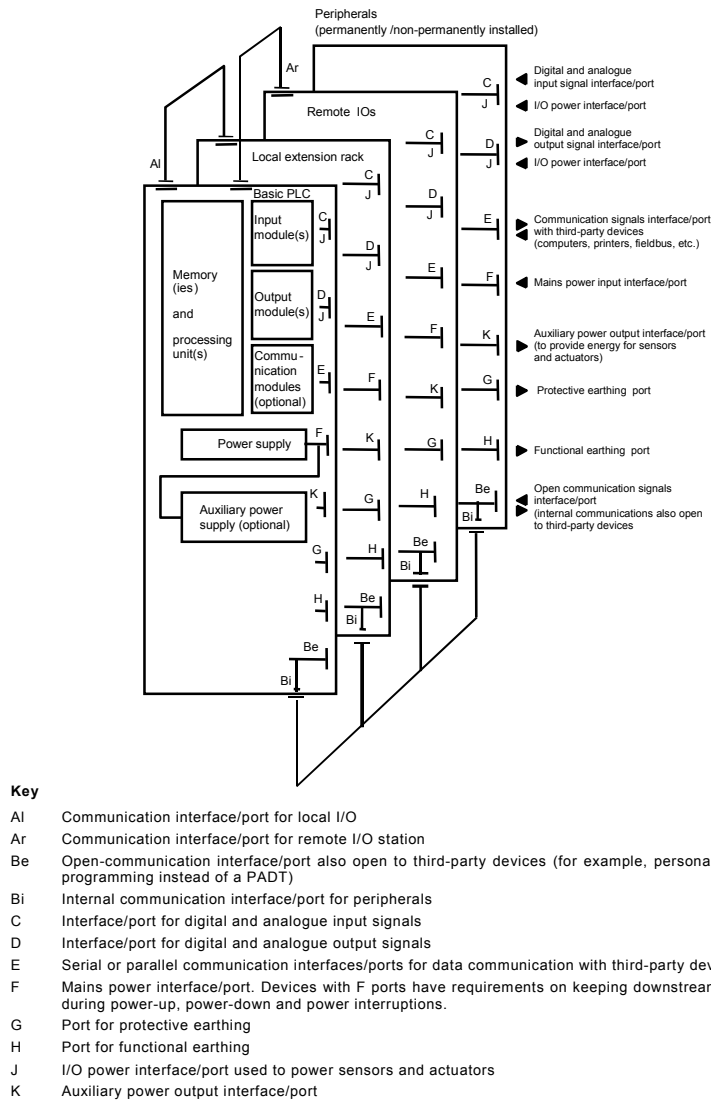 Peripherals
(permanently /non-permanently installed)
Ar
C
J
Digital and analogue
input signal interface/port
I/O power interface/port
Remote IOs
C
J
D
J
Digital and analogue
output signal interface/port
I/O power interface/port
Al
Local extension rack
C
J
D
J
E
Communication signals interface/port
with third-party devices
(computers, printers, fieldbus, etc.)
Basic PLC
Input
module(s)
C
J
D
J
E
F
Mains power input interface/port
Memory
(ies)
and
processing
unit(s)
Output
module(s)
D
J
E
F
K
Auxiliary power output interface/port
(to provide energy for sensors
and actuators)
Commu -
nication
modules
(optional)
E
F
K
G
Protective earthing port
Power supply
F
K
G
H
Functional earthing port
Auxiliary power
supply (optional)
K
G
H
Be
Bi
Open communication signals
interface/port
(internal communications also open
to third-party devices
G
H
Be
Bi
H
Be
Bi
Be
Bi
Key
AI Communication interface/port for local I/O
Ar Communication interface/port for remote I/O station
Be Open-communication interface/port also open to third-party devices (for example, persona
programming instead of a PADT)
Bi Internal communication interface/port for peripherals
C Interface/port for digital and analogue input signals
D Interface/port for digital and analogue output signals
E Serial or parallel communication interfaces/ports for data communication with third-party dev
F Mains power interface/port. Devices with F ports have requirements on keeping downstrear
during power-up, power-down and power interruptions.
G Port for protective earthing
H Port for functional earthing
J I/O power interface/port used to power sensors and actuators
K Auxiliary power output interface/port